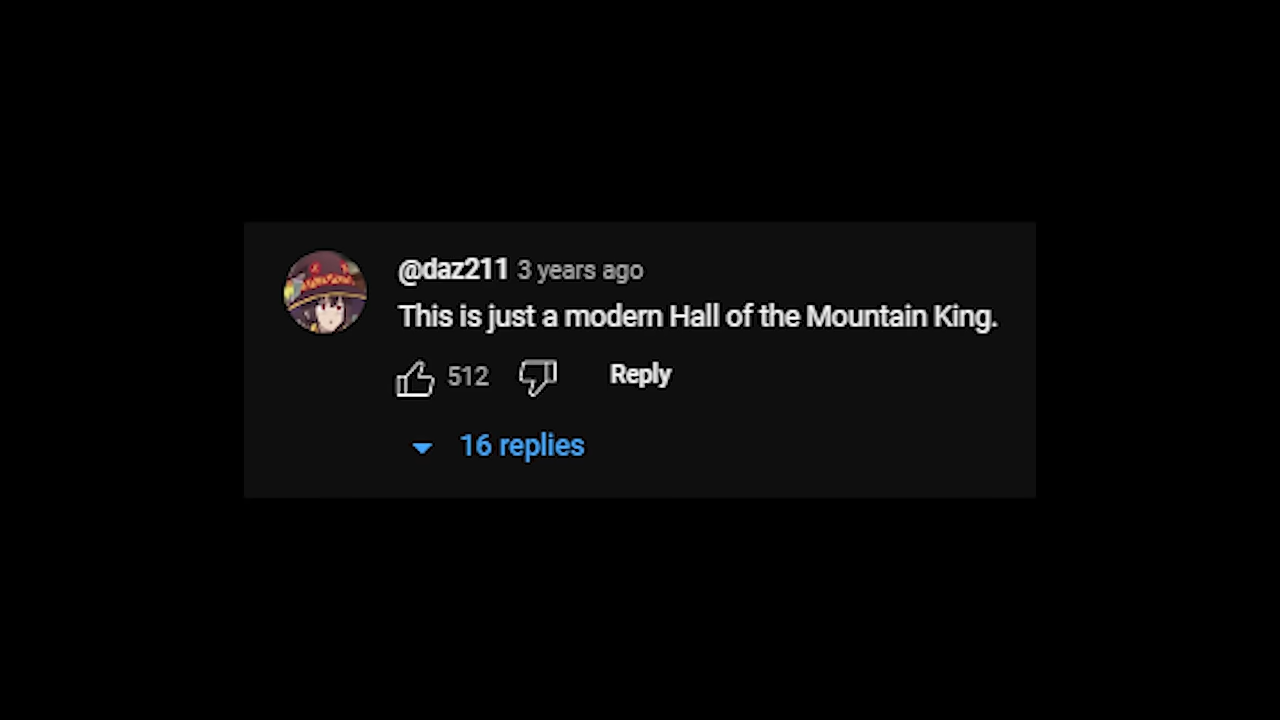 @daz211 3 years ago
This is just a modern Hall of the Mountain King.
512 Reply
16 replies